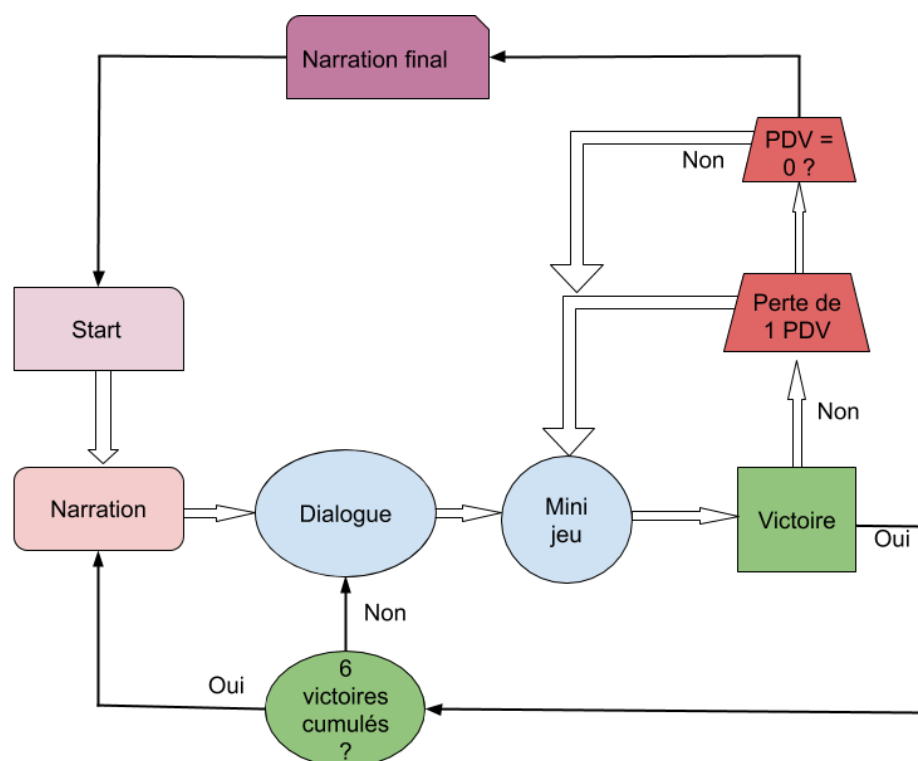 Narration final
PDV =
0 ?
Non
Start
Perte de
1 PDV
Non
Narration
Dialogue
Mini
jeu
Victoire
Oui
Non
Oui
6
victoires
cumulés
?